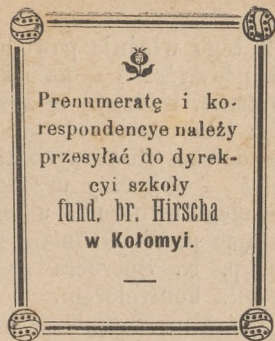 Prenumeratę i ko-
respondencye należy
przesyłać do dyrek-
cyi szkoły
fund. br. Hirscha
w Kołomyi.